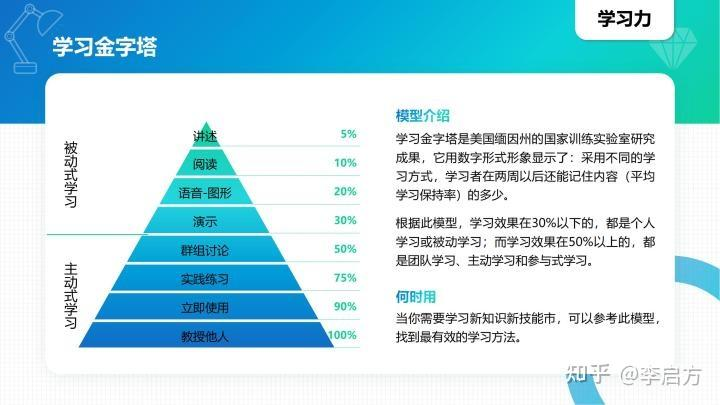 学习力
学习金字塔
被动式学习
主动式学习
讲述 5%
阅读 10%
语音-图形 20%
演示 30%
群组讨论 50%
实践练习 75%
立即使用 90%
教授他人 100%
模型介绍
学习金字塔是美国缅因州的国家训练实验室研究
成果，它用数字形式形象显示了：采用不同的学
习方式，学习者在两周以后还能记住内容（平均
学习保持率）的多少。
根据此模型，学习效果在30%以下的，都是个人
学习或被动学习；而学习效果在50%以上的，都
是团队学习、主动学习和参与式学习。
何时用
当你需要学习新知识新技能市，可以参考此模型，
找到最有效的学习方法。
知乎 @李启方